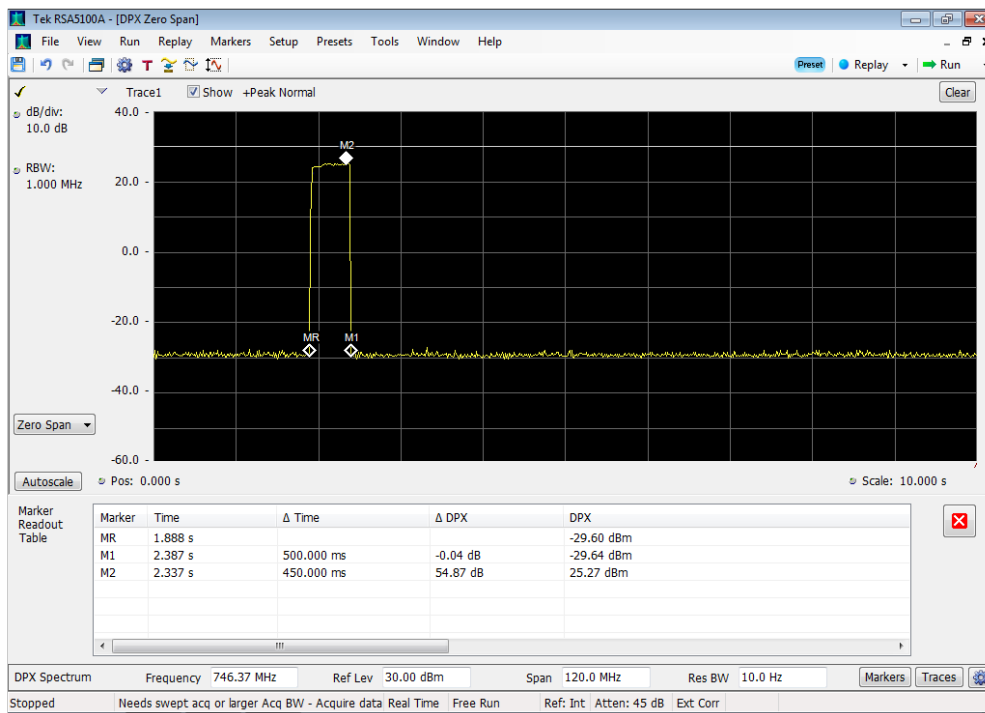 Tek RSA5100A - [DPX Zero Span]
File View Run Replay Markers Setup Presets Tools Window Help
T Preset Replay Run
Trace1 Show +Peak Normal Clear
dB/div:
10.0 dB
RBW:
1.000 MHz
40.0
20.0
0.0
-20.0
-40.0
-60.0
M2
MR M1
Zero Span
Autoscale Pos: 0.000 s Scale: 10.000 s
Marker
Readout
Table
Marker Time Δ Time Δ DPX DPX
MR 1.888 s -29.60 dBm
M1 2.387 s 500.000 ms -0.04 dB -29.64 dBm
M2 2.337 s 450.000 ms 54.87 dB 25.27 dBm
DPX Spectrum Frequency 746.37 MHz Ref Lev 30.00 dBm Span 120.0 MHz Res BW 10.0 Hz Markers Traces
Stopped Needs swept acq or larger Acq BW - Acquire data Real Time Free Run Ref: Int Atten: 45 dB Ext Corr